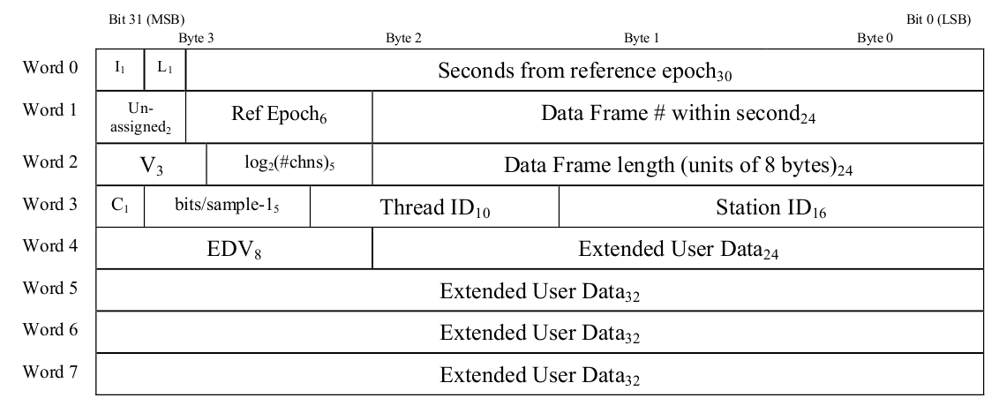 Bit 31 (MSB) Bit 0 (LSB)
Byte 3 Byte 2 Byte 1 Byte 0
Word 0 I₁ L₁ Seconds from reference epoch₃₀
Word 1 Un-
assigned₂ Ref Epoch₆ Data Frame # within second₂₄
Word 2 V₃ log₂(#chns)₅ Data Frame length (units of 8 bytes)₂₄
Word 3 C₁ bits/sample-1₅ Thread ID₁₀ Station ID₁₆
Word 4 EDV₈ Extended User Data₂₄
Word 5 Extended User Data₃₂
Word 6 Extended User Data₃₂
Word 7 Extended User Data₃₂